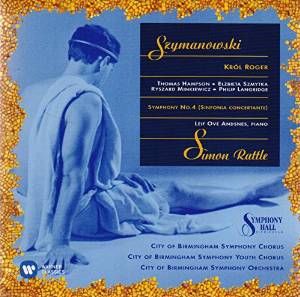 Szymanowski
KRÓL ROGER
THOMAS HAMPSON • ELZBIETA SZMYTKA
RYSZARD MINKIEWICZ • PHILIP LANGRIDGE
SYMPHONY NO.4 (SINFONIA CONCERTANTE)
LEIF OVE ANDSNES, PIANO
Simon Rattle
SYMPHONY HALL
CITY OF BIRMINGHAM SYMPHONY CHORUS
CITY OF BIRMINGHAM SYMPHONY YOUTH CHORUS
CITY OF BIRMINGHAM SYMPHONY ORCHESTRA
WARNER
CLASSICS